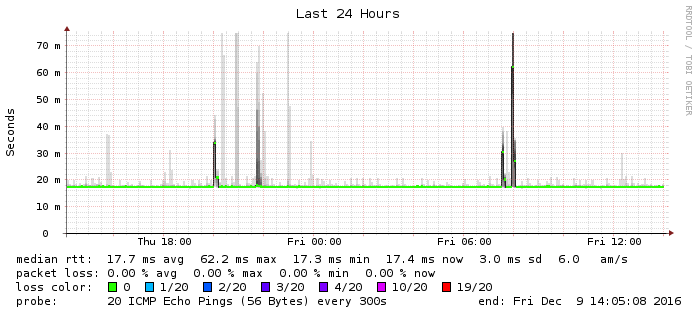 Last 24 Hours
RRDTOOL / TOBI OETIKER
Seconds
70 m
60 m
50 m
40 m
30 m
20 m
10 m
0
Thu 18:00 Fri 00:00 Fri 06:00 Fri 12:00
median rtt: 17.7 ms avg 62.2 ms max 17.3 ms min 17.4 ms now 3.0 ms sd 6.0 am/s
packet loss: 0.00 % avg 0.00 % max 0.00 % min 0.00 % now
loss color: 0 1/20 2/20 3/20 4/20 10/20 19/20
probe: 20 ICMP Echo Pings (56 Bytes) every 300s end: Fri Dec 9 14:05:08 2016